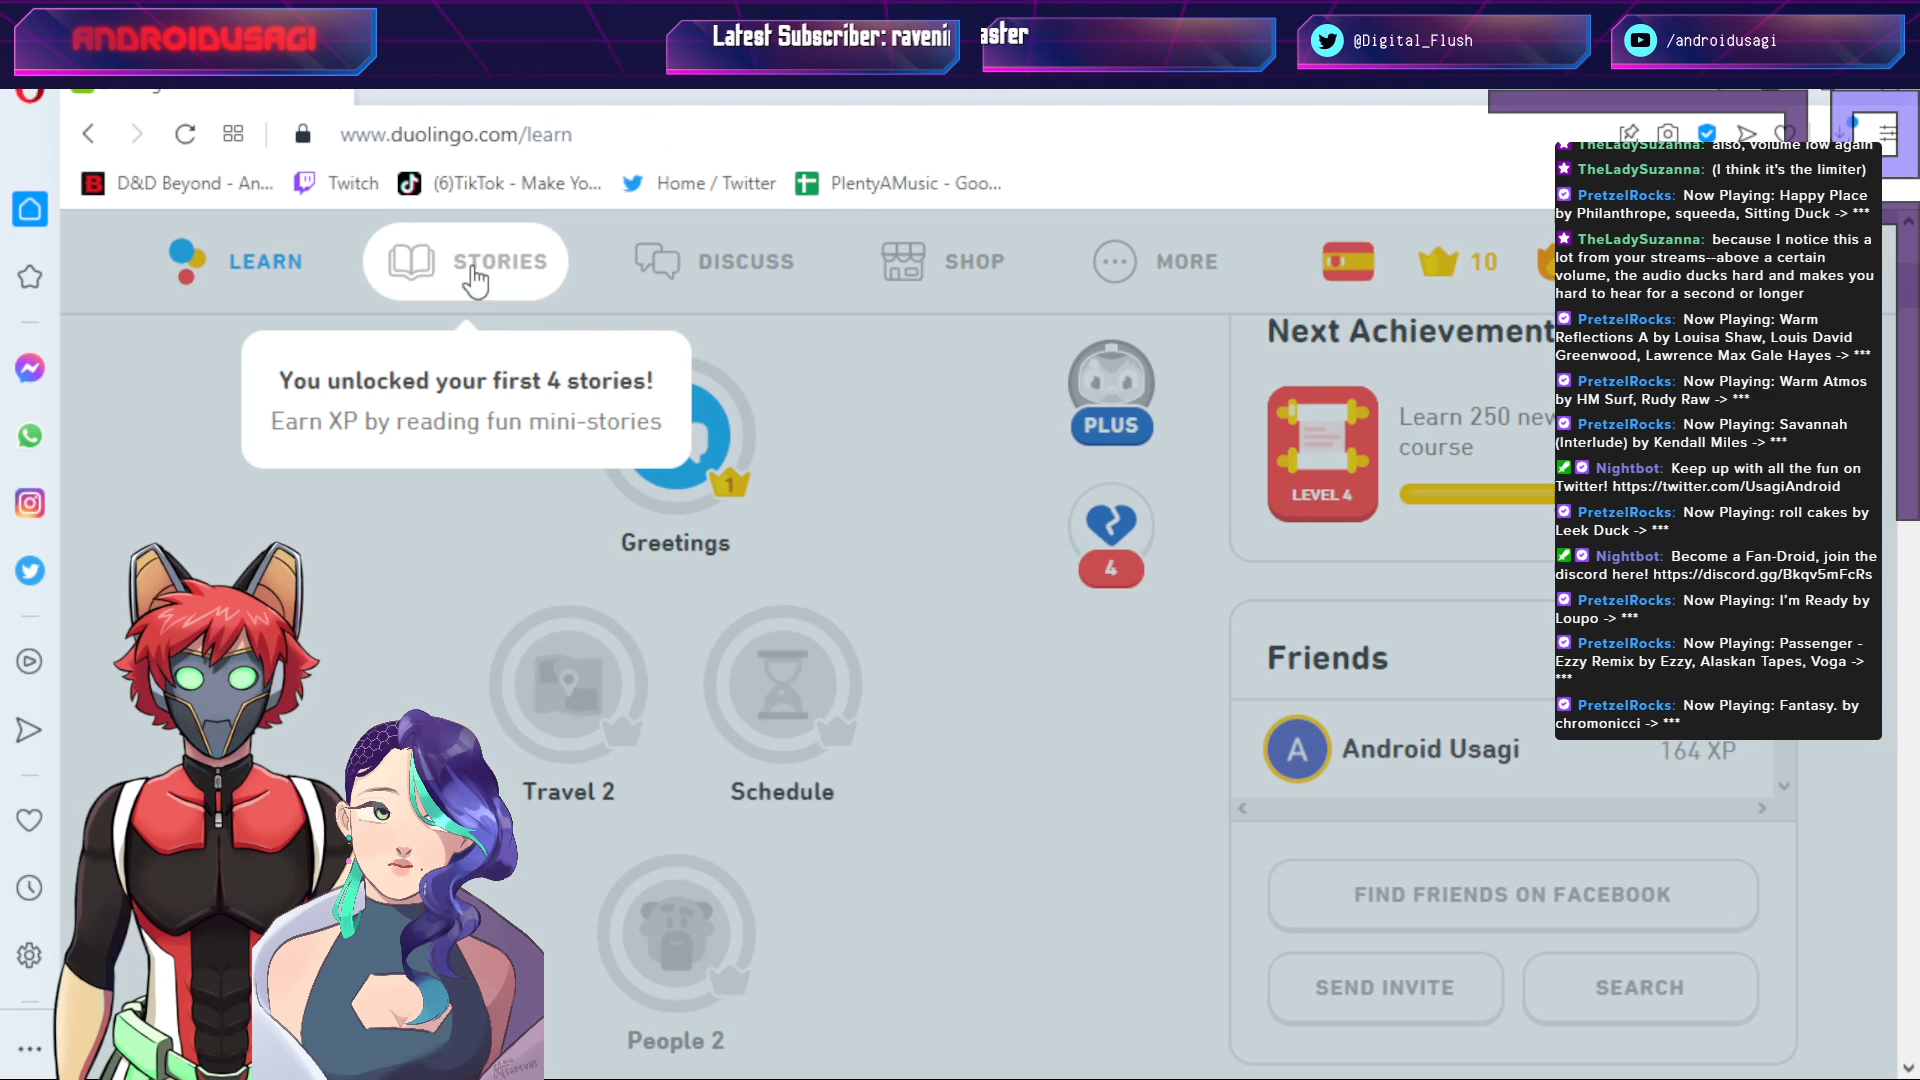 ANDROIDUSAGI
Latest Subscriber: raveni
aster
@Digital_Flush
/androidusagi
www.duolingo.com/learn
D&D Beyond - An...
Twitch
(6)TikTok - Make Yo...
Home / Twitter
PlentyAMusic - Goo...
LEARN
STORIES
DISCUSS
SHOP
MORE
10
You unlocked your first 4 stories!
Earn XP by reading fun mini-stories
1
Greetings
Travel 2
Schedule
People 2
PLUS
4
Next Achievement
LEVEL 4
Learn 250 new
course
Friends
A
Android Usagi
164 XP
FIND FRIENDS ON FACEBOOK
SEND INVITE
SEARCH
TheLadySuzanna: also, volume low again
TheLadySuzanna: (I think it's the limiter)
PretzelRocks: Now Playing: Happy Place
by Philanthrope, squeeda, Sitting Duck -> ***
TheLadySuzanna: because I notice this a
lot from your streams--above a certain
volume, the audio ducks hard and makes you
hard to hear for a second or longer
PretzelRocks: Now Playing: Warm
Reflections A by Louisa Shaw, Louis David
Greenwood, Lawrence Max Gale Hayes -> ***
PretzelRocks: Now Playing: Warm Atmos
by HM Surf, Rudy Raw -> ***
PretzelRocks: Now Playing: Savannah
(Interlude) by Kendall Miles -> ***
Nightbot: Keep up with all the fun on
Twitter! https://twitter.com/UsagiAndroid
PretzelRocks: Now Playing: roll cakes by
Leek Duck -> ***
Nightbot: Become a Fan-Droid, join the
discord here! https://discord.gg/Bkqv5mFcRs
PretzelRocks: Now Playing: I'm Ready by
Loupo -> ***
PretzelRocks: Now Playing: Passenger -
Ezzy Remix by Ezzy, Alaskan Tapes, Voga ->
***
PretzelRocks: Now Playing: Fantasy. by
chromonicci -> ***